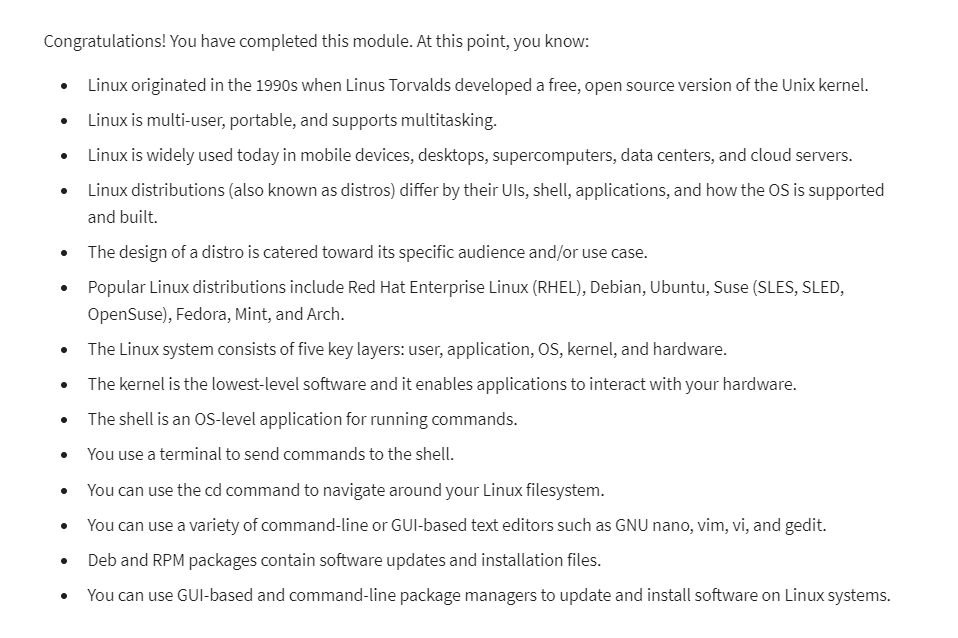 Congratulations! You have completed this module. At this point, you know:
• Linux originated in the 1990s when Linus Torvalds developed a free, open source version of the Unix kernel.
• Linux is multi-user, portable, and supports multitasking.
• Linux is widely used today in mobile devices, desktops, supercomputers, data centers, and cloud servers.
• Linux distributions (also known as distros) differ by their UIs, shell, applications, and how the OS is supported
and built.
• The design of a distro is catered toward its specific audience and/or use case.
• Popular Linux distributions include Red Hat Enterprise Linux (RHEL), Debian, Ubuntu, Suse (SLES, SLED,
OpenSuse), Fedora, Mint, and Arch.
• The Linux system consists of five key layers: user, application, OS, kernel, and hardware.
• The kernel is the lowest-level software and it enables applications to interact with your hardware.
• The shell is an OS-level application for running commands.
• You use a terminal to send commands to the shell.
• You can use the cd command to navigate around your Linux filesystem.
• You can use a variety of command-line or GUI-based text editors such as GNU nano, vim, vi, and gedit.
• Deb and RPM packages contain software updates and installation files.
• You can use GUI-based and command-line package managers to update and install software on Linux systems.